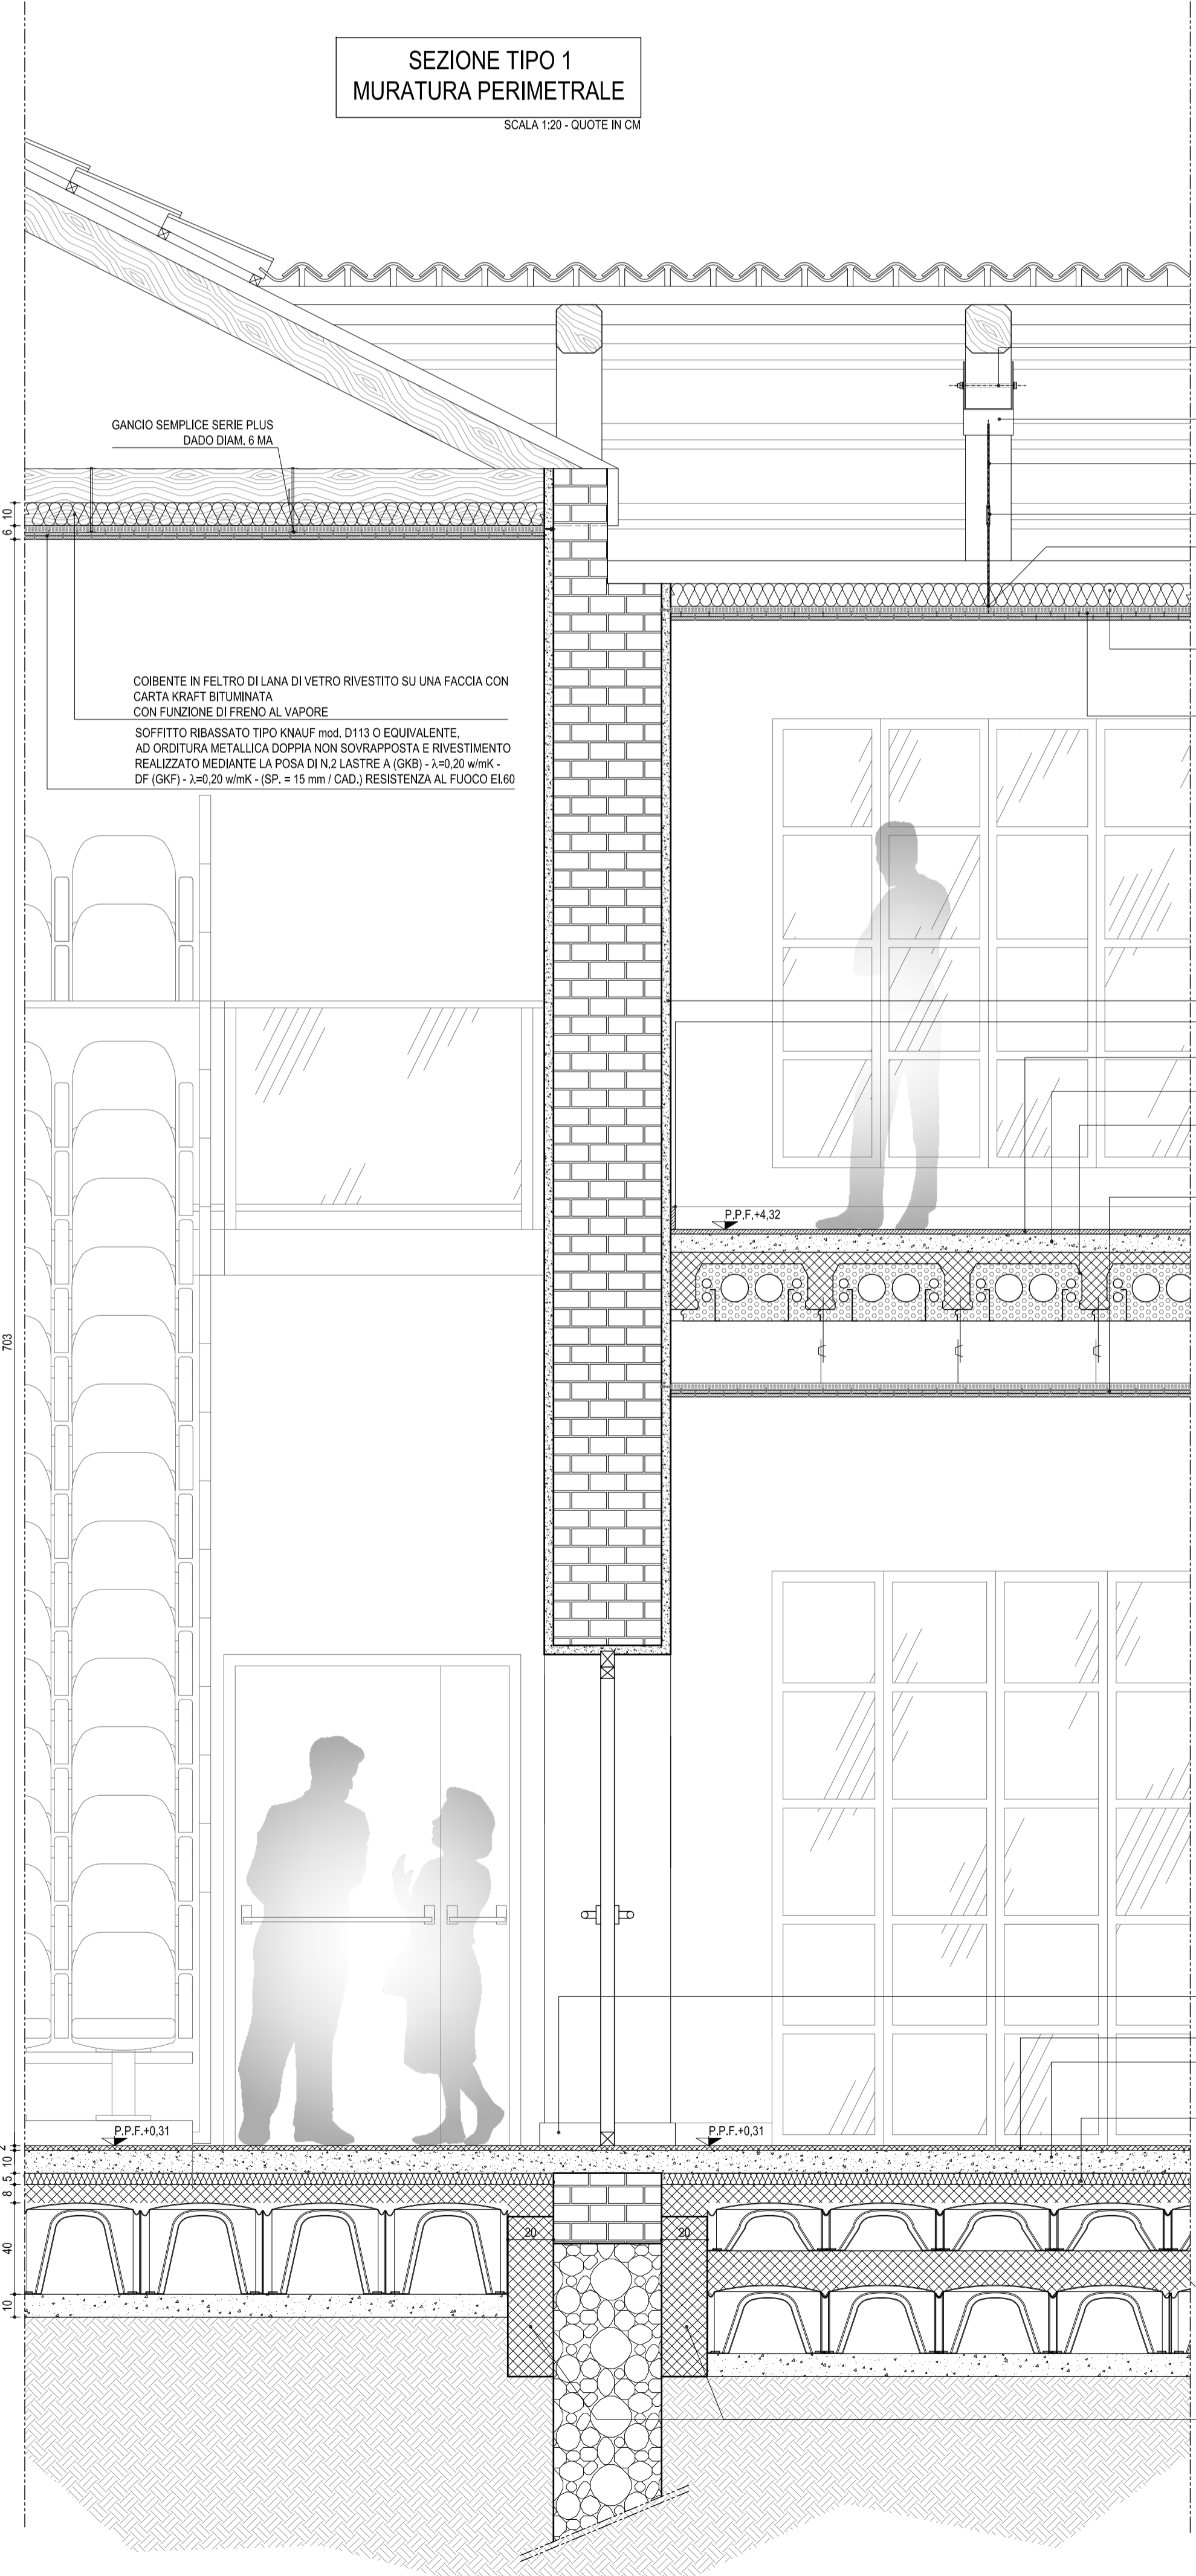 SEZIONE TIPO 1
MURATURA PERIMETRALE
SCALA 1:20 - QUOTE IN CM
GANCIO SEMPLICE SERIE PLUS
DADO DIAM. 6 MA
10
6
COIBENTE IN FELTRO DI LANA DI VETRO RIVESTITO SU UNA FACCIA CON
CARTA KRAFT BITUMINATA
CON FUNZIONE DI FRENO AL VAPORE
SOFFITTO RIBASSATO TIPO KNAUF mod. D113 O EQUIVALENTE,
AD ORDITURA METALLICA DOPPIA NON SOVRAPPOSTA E RIVESTIMENTO
REALIZZATO MEDIANTE LA POSA DI N.2 LASTRE A (GKB) - λ=0,20 w/mK -
DF (GKF) - λ=0,20 w/mK - (SP. = 15 mm / CAD.) RESISTENZA AL FUOCO EI.60
P.P.F.+4,32
703
P.P.F.+0,31
P.P.F.+0,31
2
10
5
8
20
20
40
10